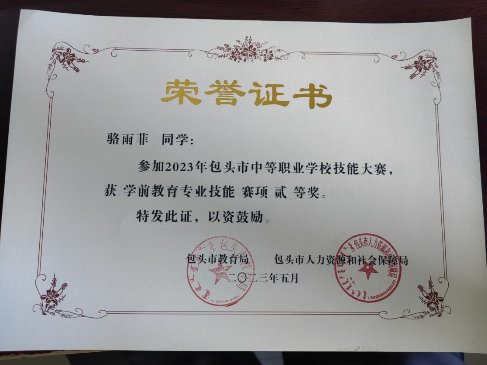 荣誉证书
骆雨菲 同学：
参加2023年包头市中等职业学校技能大赛，
获 学前教育专业技能 赛项 贰 等奖。
特发此证，以资鼓励。
包头市教育局 包头市人力资源和社会保障局
二〇二三年五月